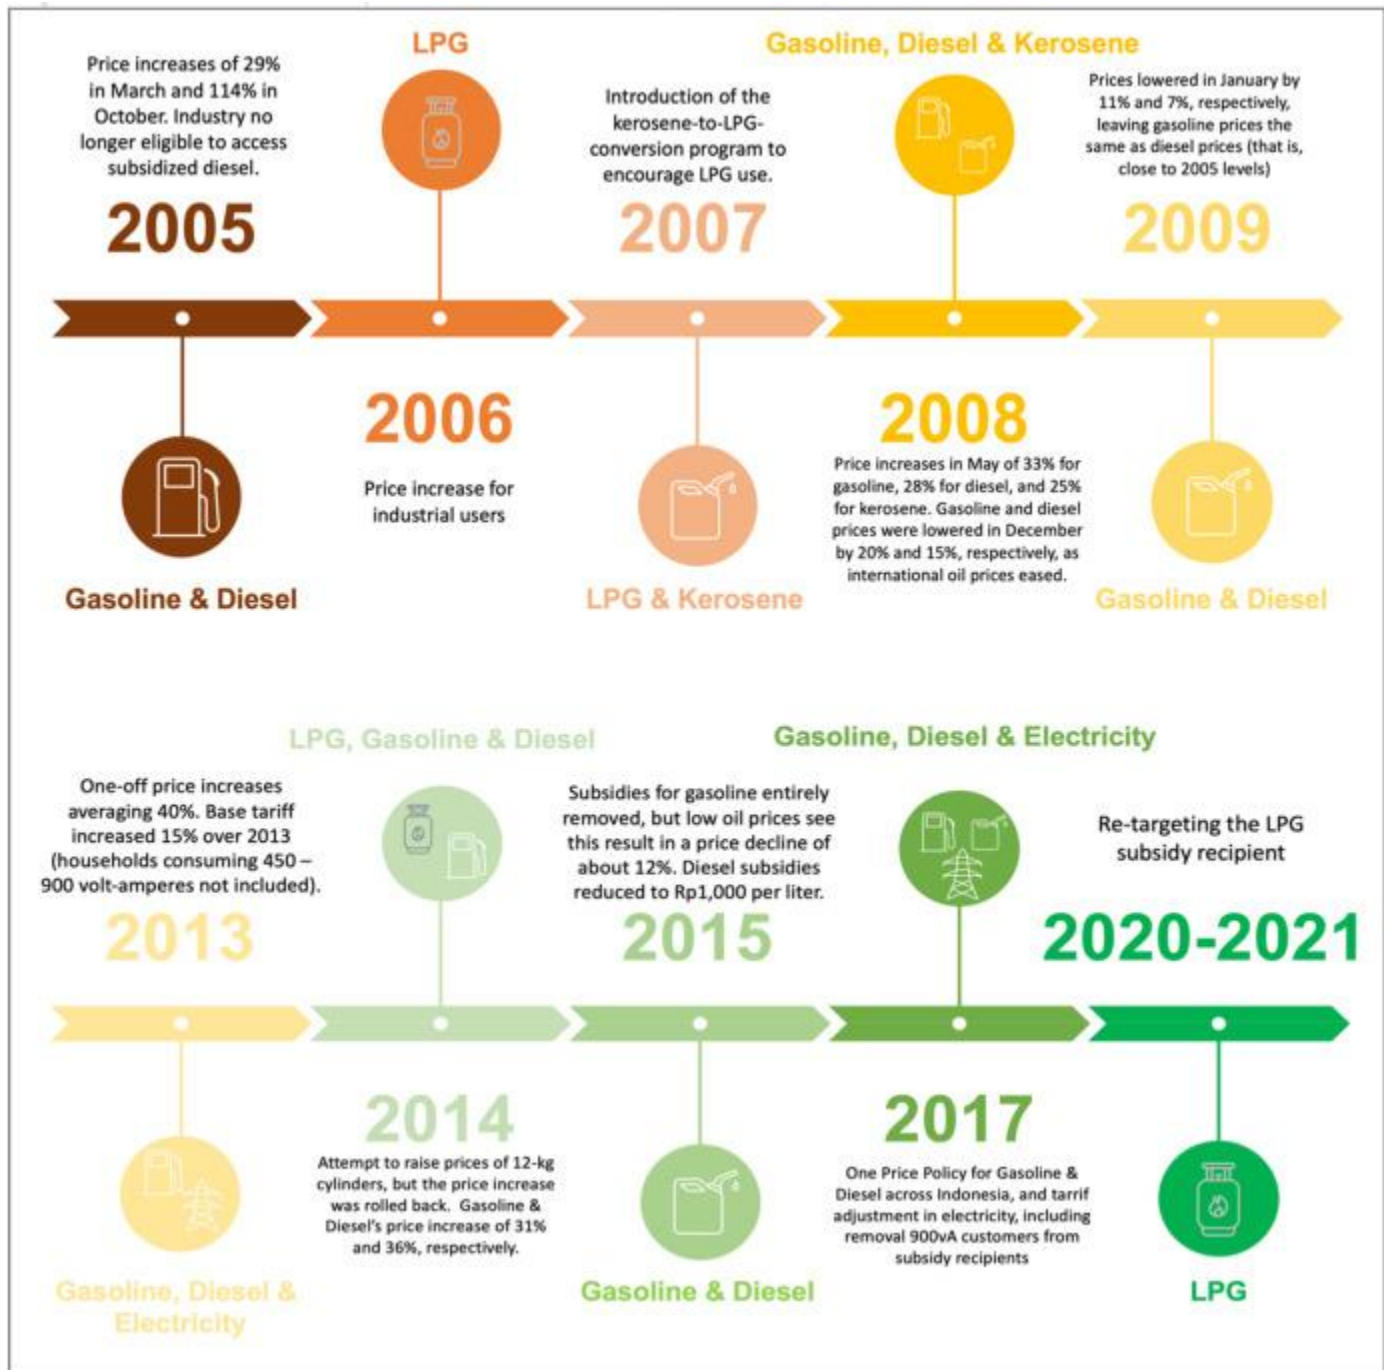 Price increases of 29%
in March and 114% in
October. Industry no
longer eligible to access
subsidized diesel.
2005
Gasoline & Diesel
LPG
2006
Price increase for
industrial users
Introduction of the
kerosene-to-LPG-
conversion program to
encourage LPG use.
2007
LPG & Kerosene
Gasoline, Diesel & Kerosene
2008
Price increases in May of 33% for
gasoline, 28% for diesel, and 25%
for kerosene. Gasoline and diesel
prices were lowered in December
by 20% and 15%, respectively, as
international oil prices eased.
Prices lowered in January by
11% and 7%, respectively,
leaving gasoline prices the
same as diesel prices (that is,
close to 2005 levels)
2009
Gasoline & Diesel
One-off price increases
averaging 40%. Base tariff
increased 15% over 2013
(households consuming 450 –
900 volt-amperes not included).
2013
Gasoline, Diesel &
Electricity
LPG, Gasoline & Diesel
2014
Attempt to raise prices of 12-kg
cylinders, but the price increase
was rolled back. Gasoline &
Diesel's price increase of 31%
and 36%, respectively.
Subsidies for gasoline entirely
removed, but low oil prices see
this result in a price decline of
about 12%. Diesel subsidies
reduced to Rp1,000 per liter.
2015
Gasoline & Diesel
Gasoline, Diesel & Electricity
2017
One Price Policy for Gasoline &
Diesel across Indonesia, and tarrif
adjustment in electricity, including
removal 900vA customers from
subsidy recipients
Re-targeting the LPG
subsidy recipient
2020-2021
LPG